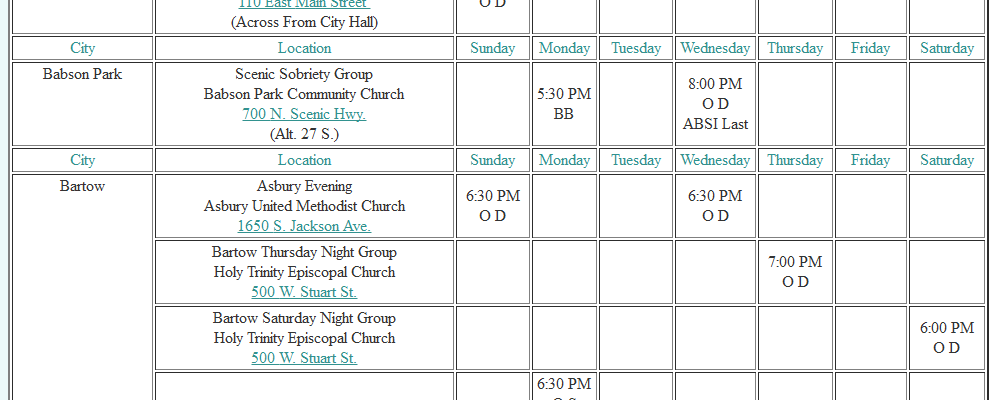 110 East Main Street
O D
(Across From City Hall)
City Location Sunday Monday Tuesday Wednesday Thursday Friday Saturday
Babson Park
Scenic Sobriety Group
Babson Park Community Church
700 N. Scenic Hwy.
(Alt. 27 S.)
5:30 PM
BB
8:00 PM
O D
ABSI Last
City Location Sunday Monday Tuesday Wednesday Thursday Friday Saturday
Bartow
Asbury Evening
Asbury United Methodist Church
1650 S. Jackson Ave.
6:30 PM
O D
6:30 PM
O D
Bartow Thursday Night Group
Holy Trinity Episcopal Church
500 W. Stuart St.
7:00 PM
O D
Bartow Saturday Night Group
Holy Trinity Episcopal Church
500 W. Stuart St.
6:00 PM
O D
6:30 PM